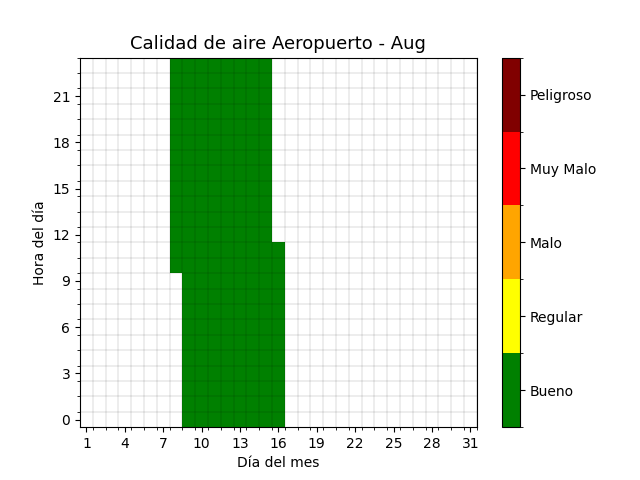 Calidad de aire Aeropuerto - Aug
Hora del día
21
18
15
12
9
6
3
0
1 4 7 10 13 16 19 22 25 28 31
Día del mes
Peligroso
Muy Malo
Malo
Regular
Bueno